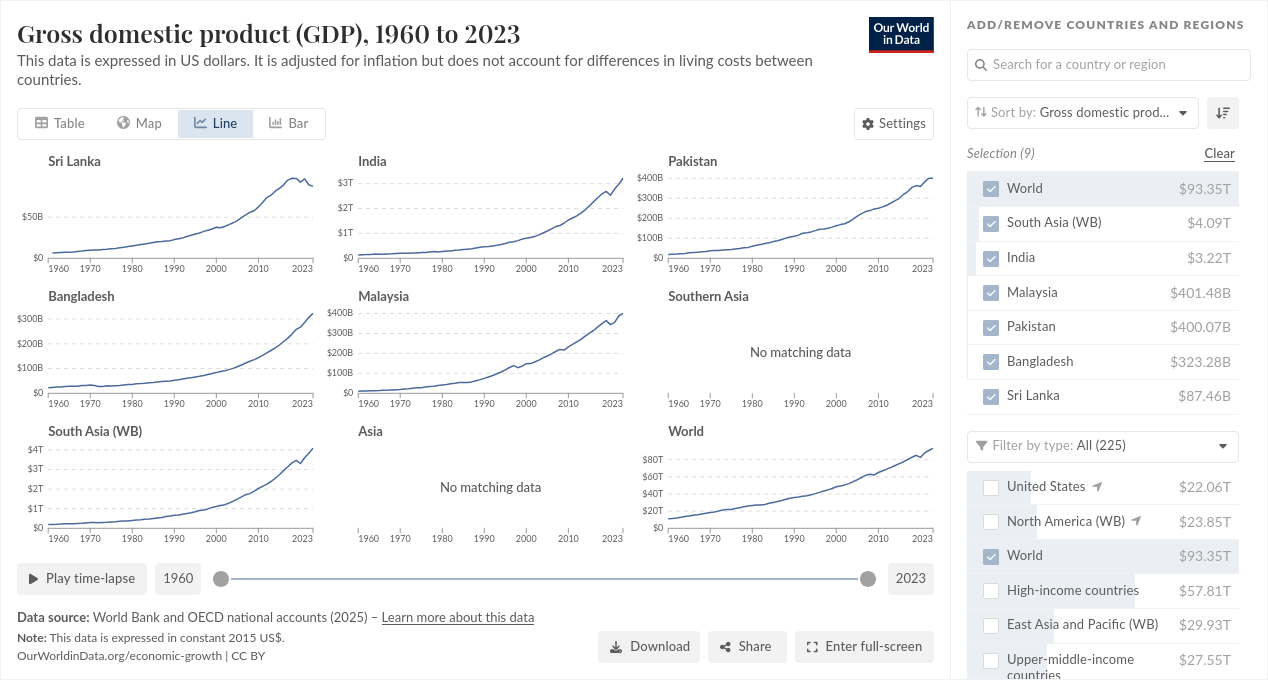 Gross domestic product (GDP), 1960 to 2023
This data is expressed in US dollars. It is adjusted for inflation but does not account for differences in living costs between
countries.
Our World
in Data
Table
Map
Line
Bar
Settings
Sri Lanka
$50B
$0
1960 1970 1980 1990 2000 2010 2023
India
$3T
$2T
$1T
$0
1960 1970 1980 1990 2000 2010 2023
Pakistan
$400B
$300B
$200B
$100B
$0
1960 1970 1980 1990 2000 2010 2023
Bangladesh
$300B
$200B
$100B
$0
1960 1970 1980 1990 2000 2010 2023
Malaysia
$400B
$300B
$200B
$100B
$0
1960 1970 1980 1990 2000 2010 2023
Southern Asia
No matching data
1960 1970 1980 1990 2000 2010 2023
South Asia (WB)
$4T
$3T
$2T
$1T
$0
1960 1970 1980 1990 2000 2010 2023
Asia
No matching data
1960 1970 1980 1990 2000 2010 2023
World
$80T
$60T
$40T
$20T
$0
1960 1970 1980 1990 2000 2010 2023
Play time-lapse
1960
2023
Data source: World Bank and OECD national accounts (2025) – Learn more about this data
Note: This data is expressed in constant 2015 US$.
OurWorldinData.org/economic-growth | CC BY
Download
Share
Enter full-screen
ADD/REMOVE COUNTRIES AND REGIONS
Search for a country or region
Sort by: Gross domestic prod...
Selection (9)
Clear
World $93.35T
South Asia (WB) $4.09T
India $3.22T
Malaysia $401.48B
Pakistan $400.07B
Bangladesh $323.28B
Sri Lanka $87.46B
Filter by type: All (225)
United States $22.06T
North America (WB) $23.85T
World $93.35T
High-income countries $57.81T
East Asia and Pacific (WB) $29.93T
Upper-middle-income $27.55T
countries